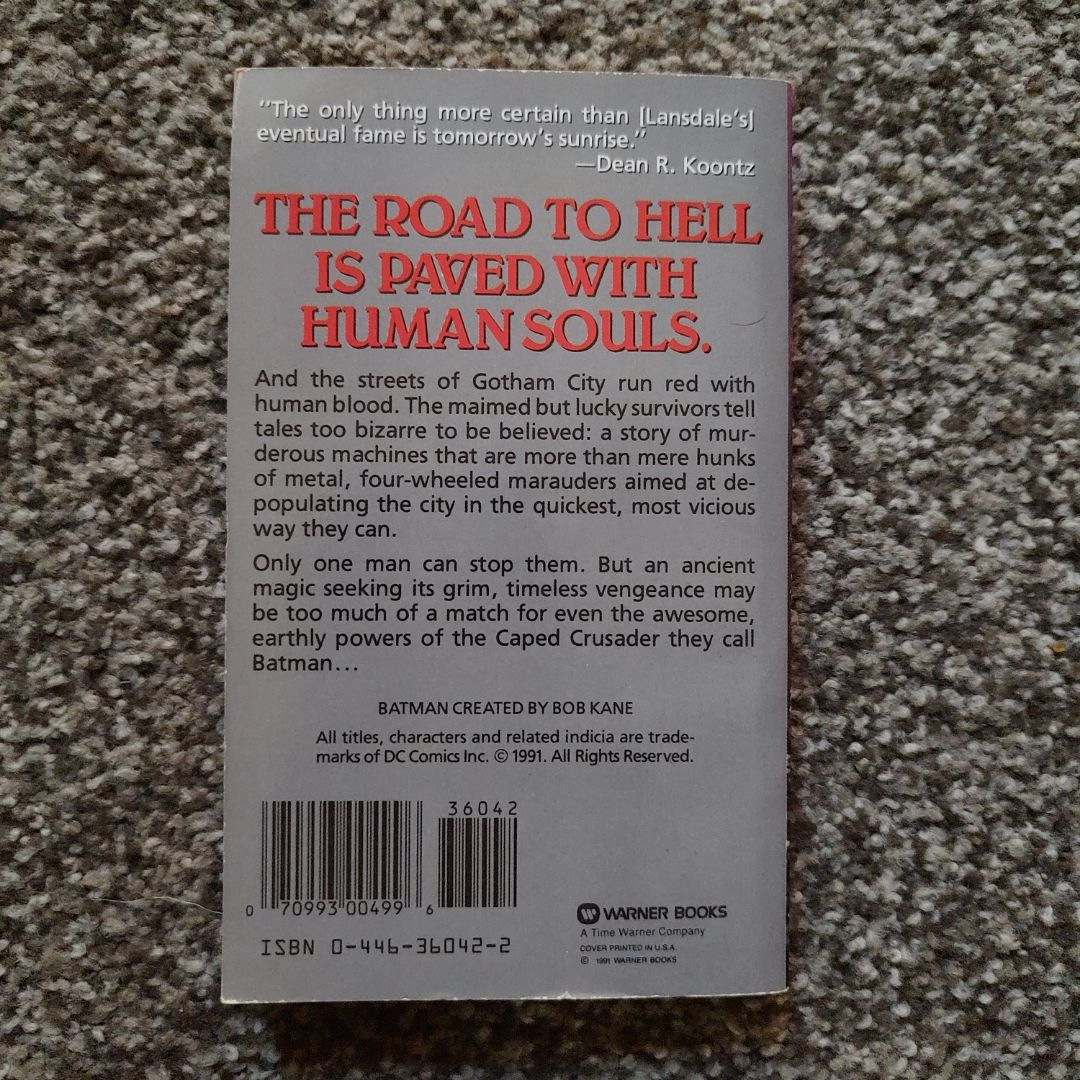 "The only thing more certain than [Lansdale's]
eventual fame is tomorrow's sunrise."
—Dean R. Koontz
THE ROAD TO HELL
IS PAVED WITH
HUMAN SOULS.
And the streets of Gotham City run red with
human blood. The maimed but lucky survivors tell
tales too bizarre to be believed: a story of mur-
derous machines that are more than mere hunks
of metal, four-wheeled marauders aimed at de-
populating the city in the quickest, most vicious
way they can.
Only one man can stop them. But an ancient
magic seeking its grim, timeless vengeance may
be too much of a match for even the awesome,
earthly powers of the Caped Crusader they call
Batman...
BATMAN CREATED BY BOB KANE
All titles, characters and related indicia are trade-
marks of DC Comics Inc. © 1991. All Rights Reserved.
36042
0 70993 00499 6
ISBN 0-446-36042-2
W WARNER BOOKS
A Time Warner Company
COVER PRINTED IN U.S.A.
© 1991 WARNER BOOKS